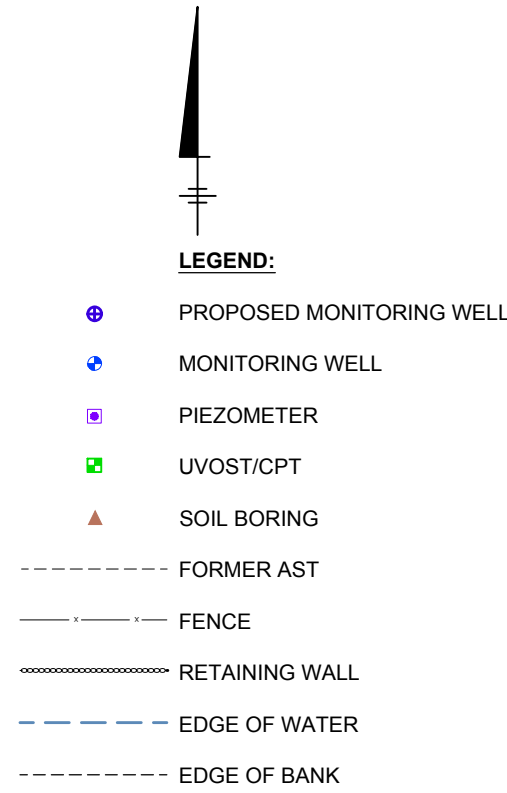 LEGEND:
PROPOSED MONITORING WELL
MONITORING WELL
PIEZOMETER
UVOST/CPT
SOIL BORING
FORMER AST
x x FENCE
RETAINING WALL
EDGE OF WATER
EDGE OF BANK